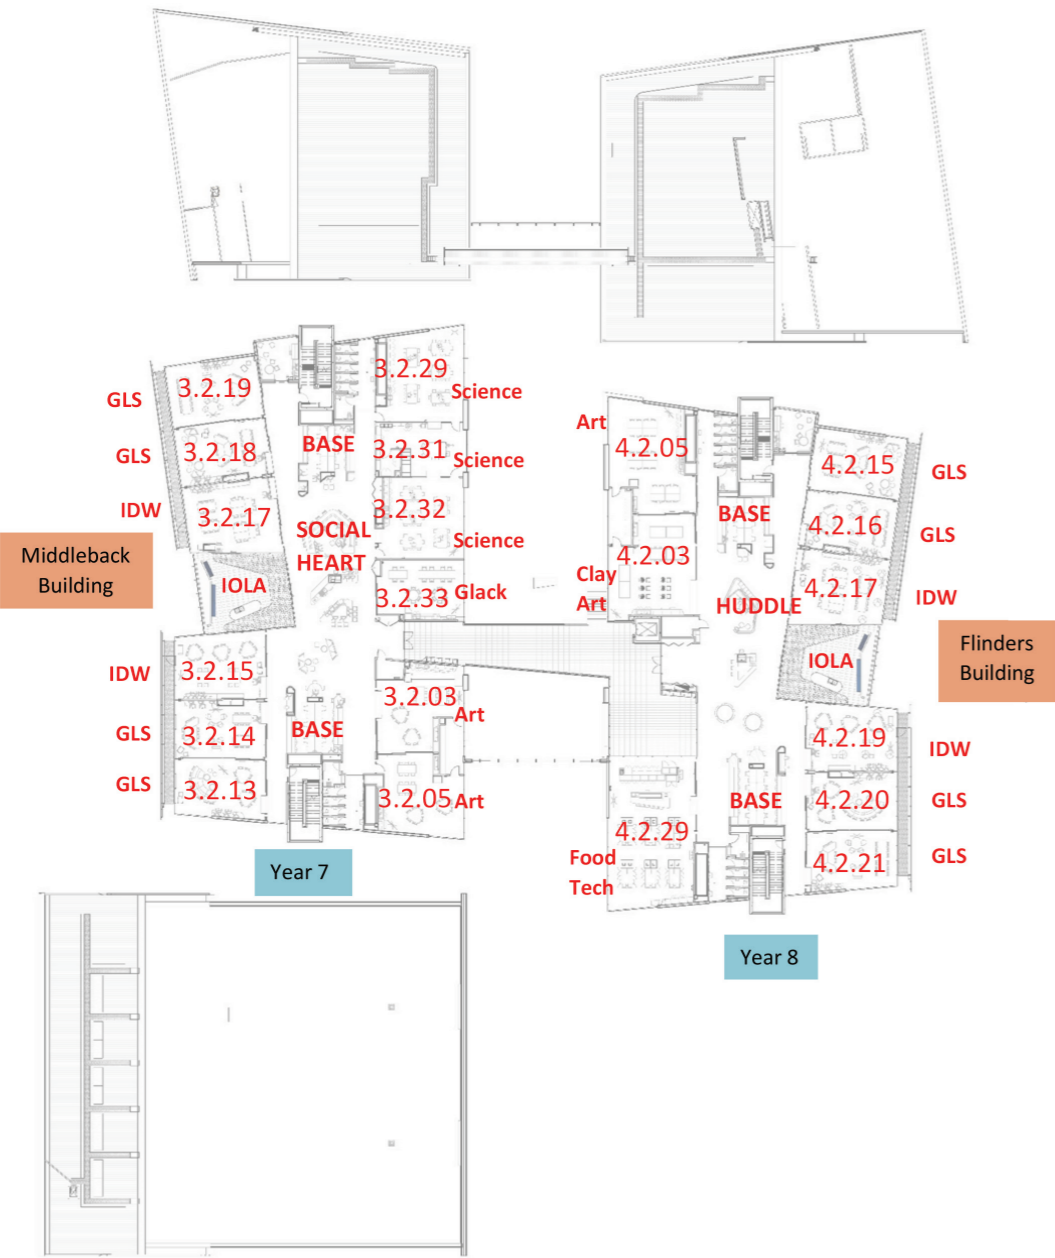 3.2.29
3.2.19
Science
GLS
BASE
3.2.31
3.2.18
GLS
Science
3.2.32
IDW
3.2.17
SOCIAL
HEART
Science
Middleback
Building
IOLA
3.2.33
Glack
3.2.15
IDW
3.2.03
Art
GLS
3.2.14
BASE
GLS
3.2.13
3.2.05
Art
Year 7
Art
4.2.05
4.2.15
GLS
BASE
4.2.16
GLS
4.2.03
Clay
Art
4.2.17
HUDDLE
IDW
IOLA
Flinders
Building
4.2.19
IDW
BASE
4.2.20
GLS
4.2.29
Food
Tech
4.2.21
GLS
Year 8